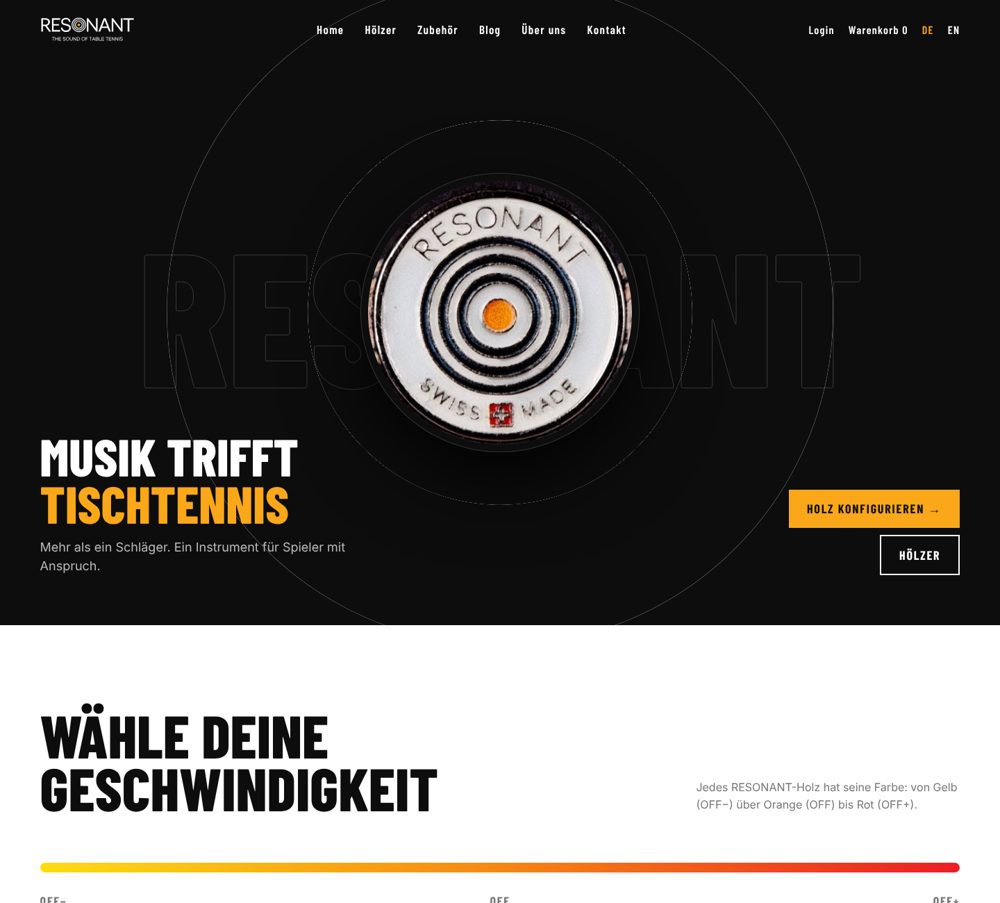 RESONANT
THE SOUND OF TABLE TENNIS
Home Hölzer Zubehör Blog Über uns Kontakt
Login Warenkorb 0 DE EN
RESONANT
RESONANT
SWISS MADE
MUSIK TRIFFT
TISCHTENNIS
Mehr als ein Schläger. Ein Instrument für Spieler mit
Anspruch.
HOLZ KONFIGURIEREN →
HÖLZER
WÄHLE DEINE
GESCHWINDIGKEIT
Jedes RESONANT-Holz hat seine Farbe: von Gelb
(OFF−) über Orange (OFF) bis Rot (OFF+).
OFF− OFF OFF+